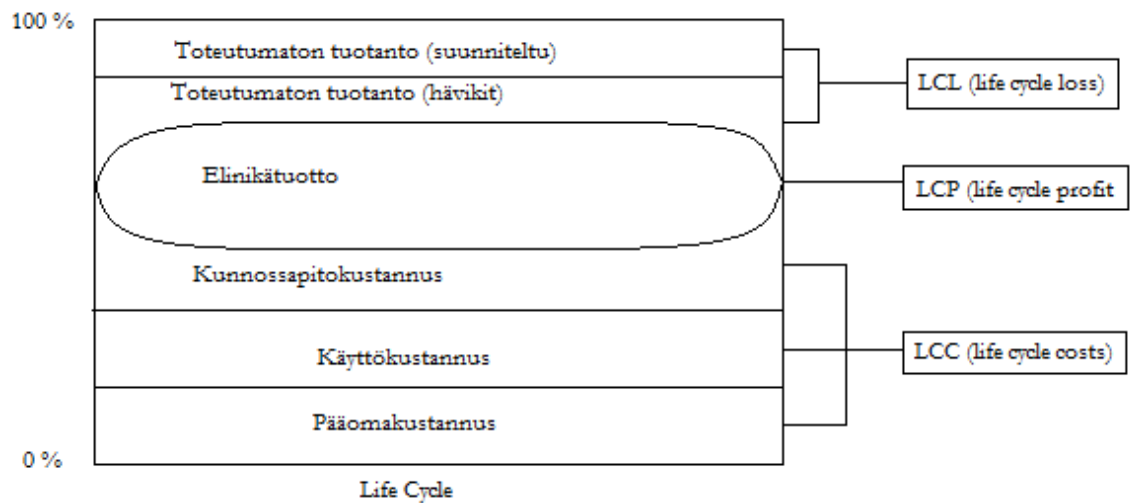 100 %
Toteutumaton tuotanto (suunniteltu)
Toteutumaton tuotanto (hävikit)
LCL (life cycle loss)
Elinikätuotto
LCP (life cycle profit
Kunnossapitokustannus
Käyttökustannus
LCC (life cycle costs)
Pääomakustannus
0 %
Life Cycle